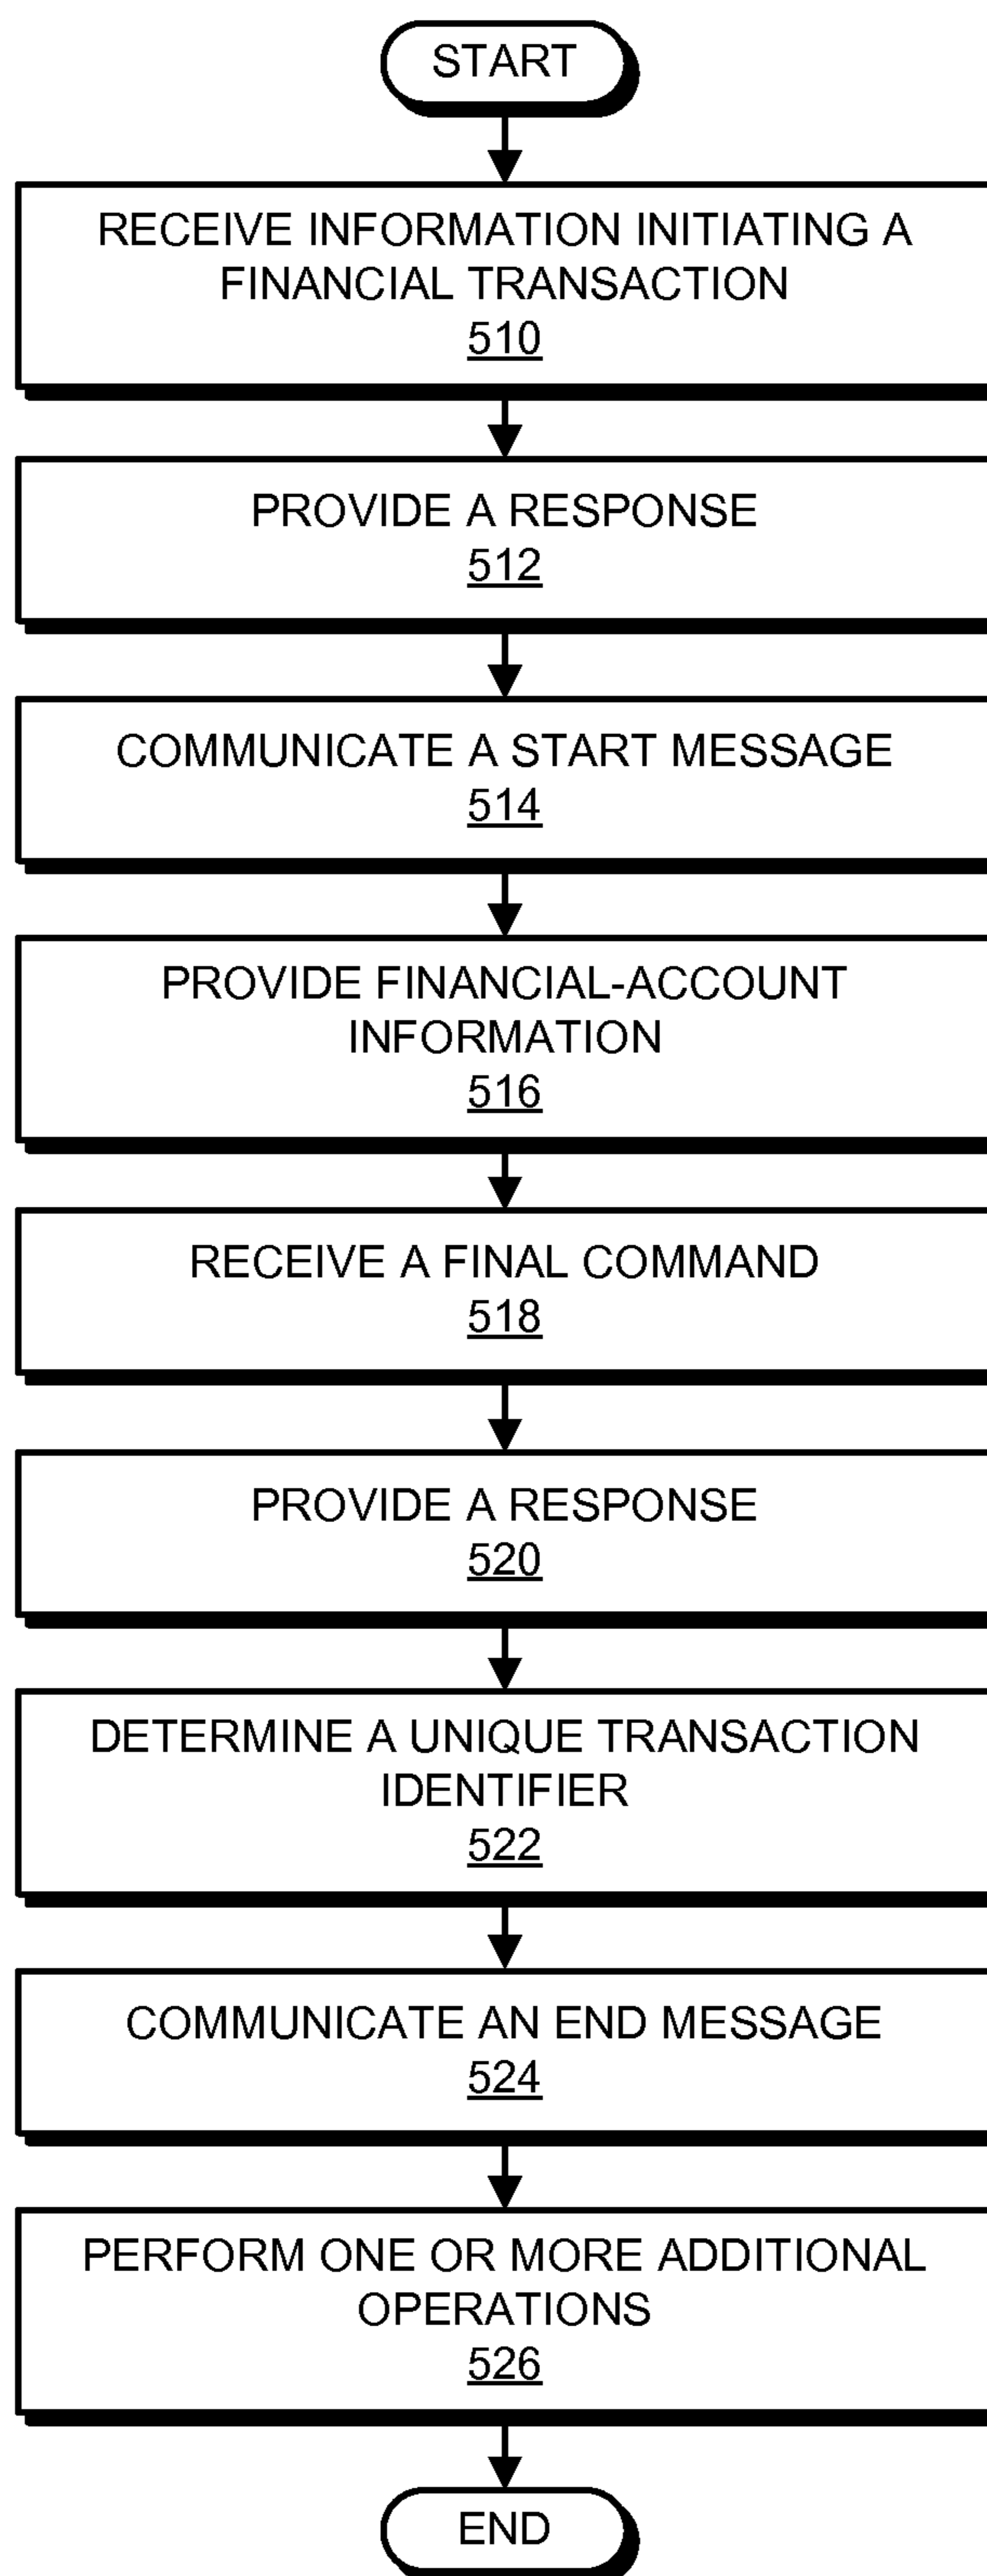 START
RECEIVE INFORMATION INITIATING A
FINANCIAL TRANSACTION
510
PROVIDE A RESPONSE
512
COMMUNICATE A START MESSAGE
514
PROVIDE FINANCIAL-ACCOUNT
INFORMATION
516
RECEIVE A FINAL COMMAND
518
PROVIDE A RESPONSE
520
DETERMINE A UNIQUE TRANSACTION
IDENTIFIER
522
COMMUNICATE AN END MESSAGE
524
PERFORM ONE OR MORE ADDITIONAL
OPERATIONS
526
END